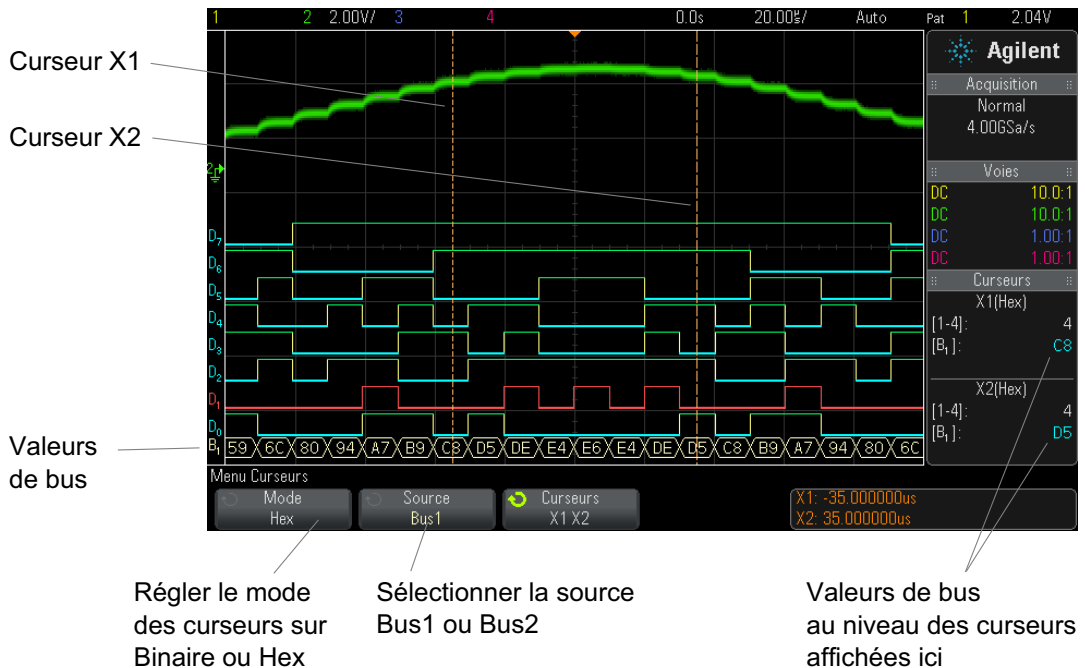 1 2 2.00V/ 3 4 0.0s 20.00µ/ Auto Pat 1 2.04V
Curseur X1
Curseur X2
Agilent
Acquisition
Normal
4.00GSa/s
Voies
DC 10.0:1
DC 10.0:1
DC 1.00:1
DC 1.00:1
Curseurs
X1(Hex)
[1-4]: 4
[B1]: C8
X2(Hex)
[1-4]: 4
[B1]: D5
2
D7
D6
D5
D4
D3
D2
D1
D0
B1 59 6C 80 94 A7 B9 C8 D5 DE E4 E6 E4 DE D5 C8 B9 A7 94 80 6C
Valeurs
de bus
Menu Curseurs
Mode
Hex
Source
Bus1
Curseurs
X1 X2
X1: -35.000000us
X2: 35.000000us
Régler le mode
des curseurs sur
Binaire ou Hex
Sélectionner la source
Bus1 ou Bus2
Valeurs de bus
au niveau des curseurs
affichées ici